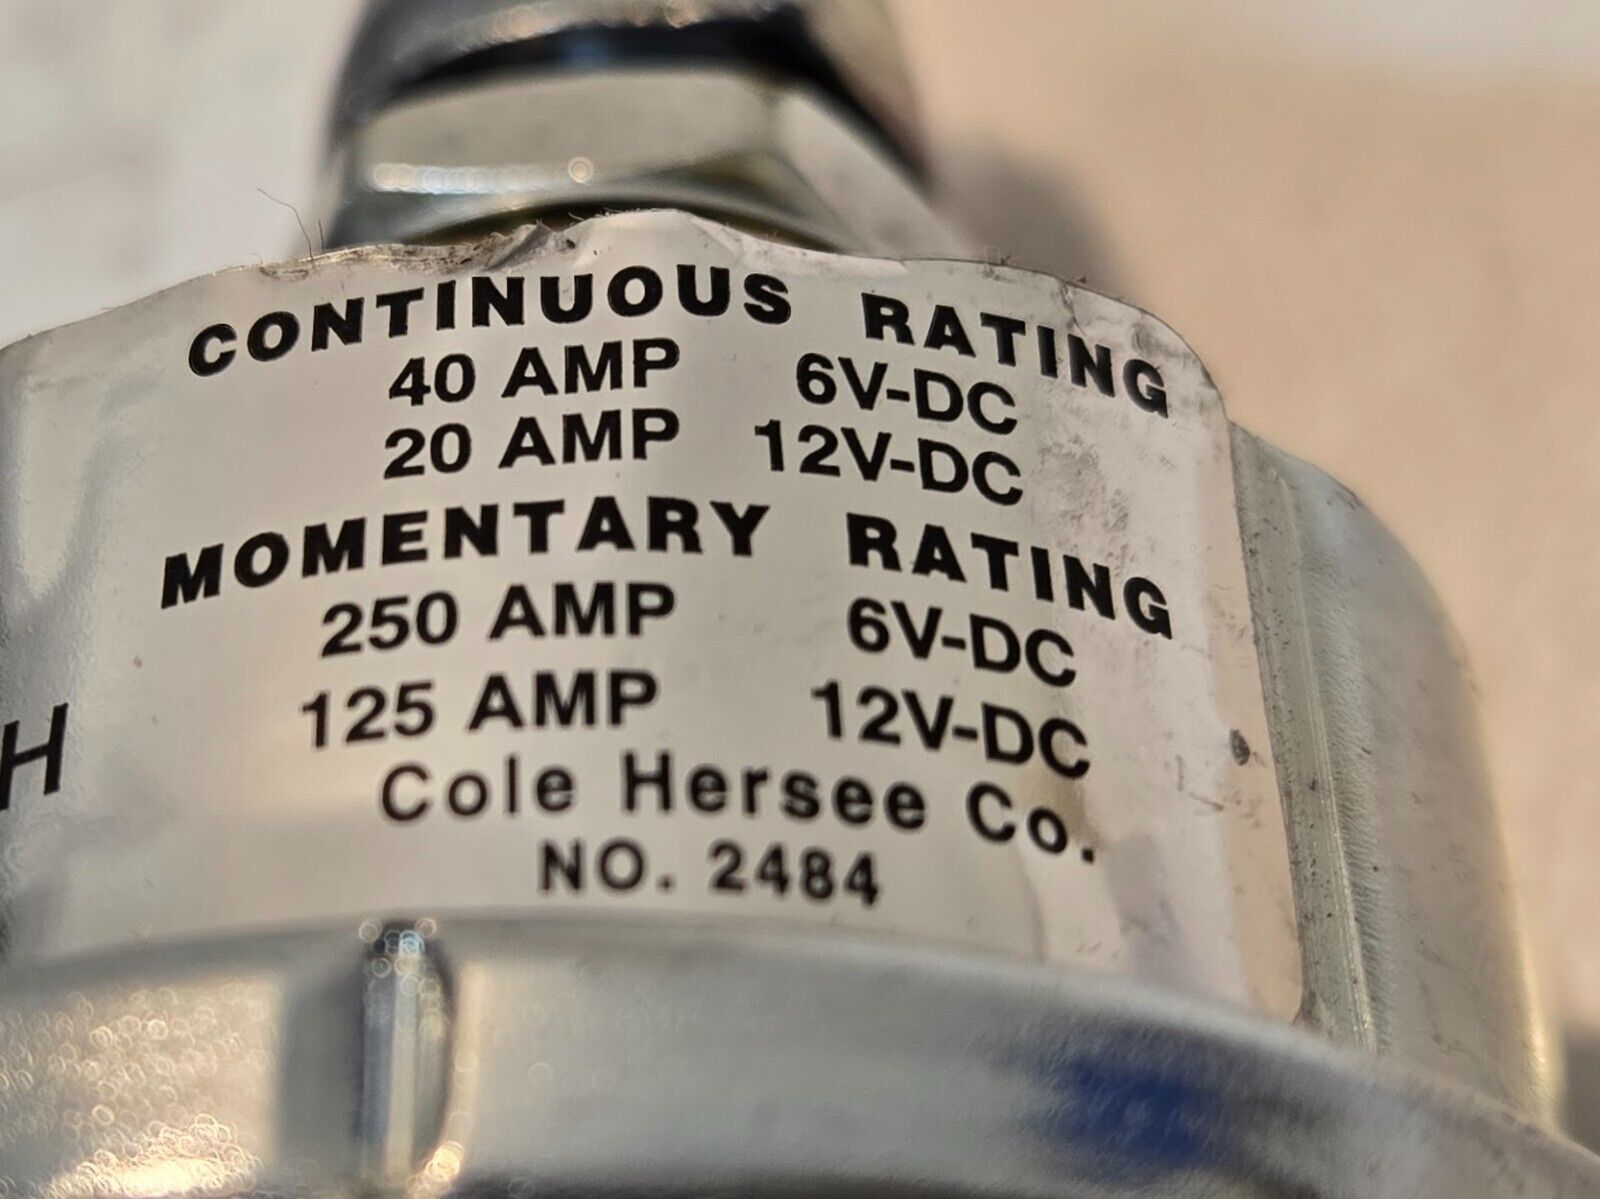 CONTINUOUS RATING
40 AMP 6V-DC
20 AMP 12V-DC
MOMENTARY RATING
250 AMP 6V-DC
125 AMP 12V-DC
H
Cole Hersee Co.
NO. 2484